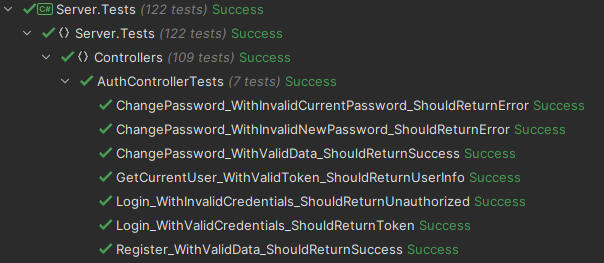 C# Server.Tests (122 tests) Success
{} Server.Tests (122 tests) Success
{} Controllers (109 tests) Success
AuthControllerTests (7 tests) Success
ChangePassword_WithInvalidCurrentPassword_ShouldReturnError Success
ChangePassword_WithInvalidNewPassword_ShouldReturnError Success
ChangePassword_WithValidData_ShouldReturnSuccess Success
GetCurrentUser_WithValidToken_ShouldReturnUserInfo Success
Login_WithInvalidCredentials_ShouldReturnUnauthorized Success
Login_WithValidCredentials_ShouldReturnToken Success
Register_WithValidData_ShouldReturnSuccess Success